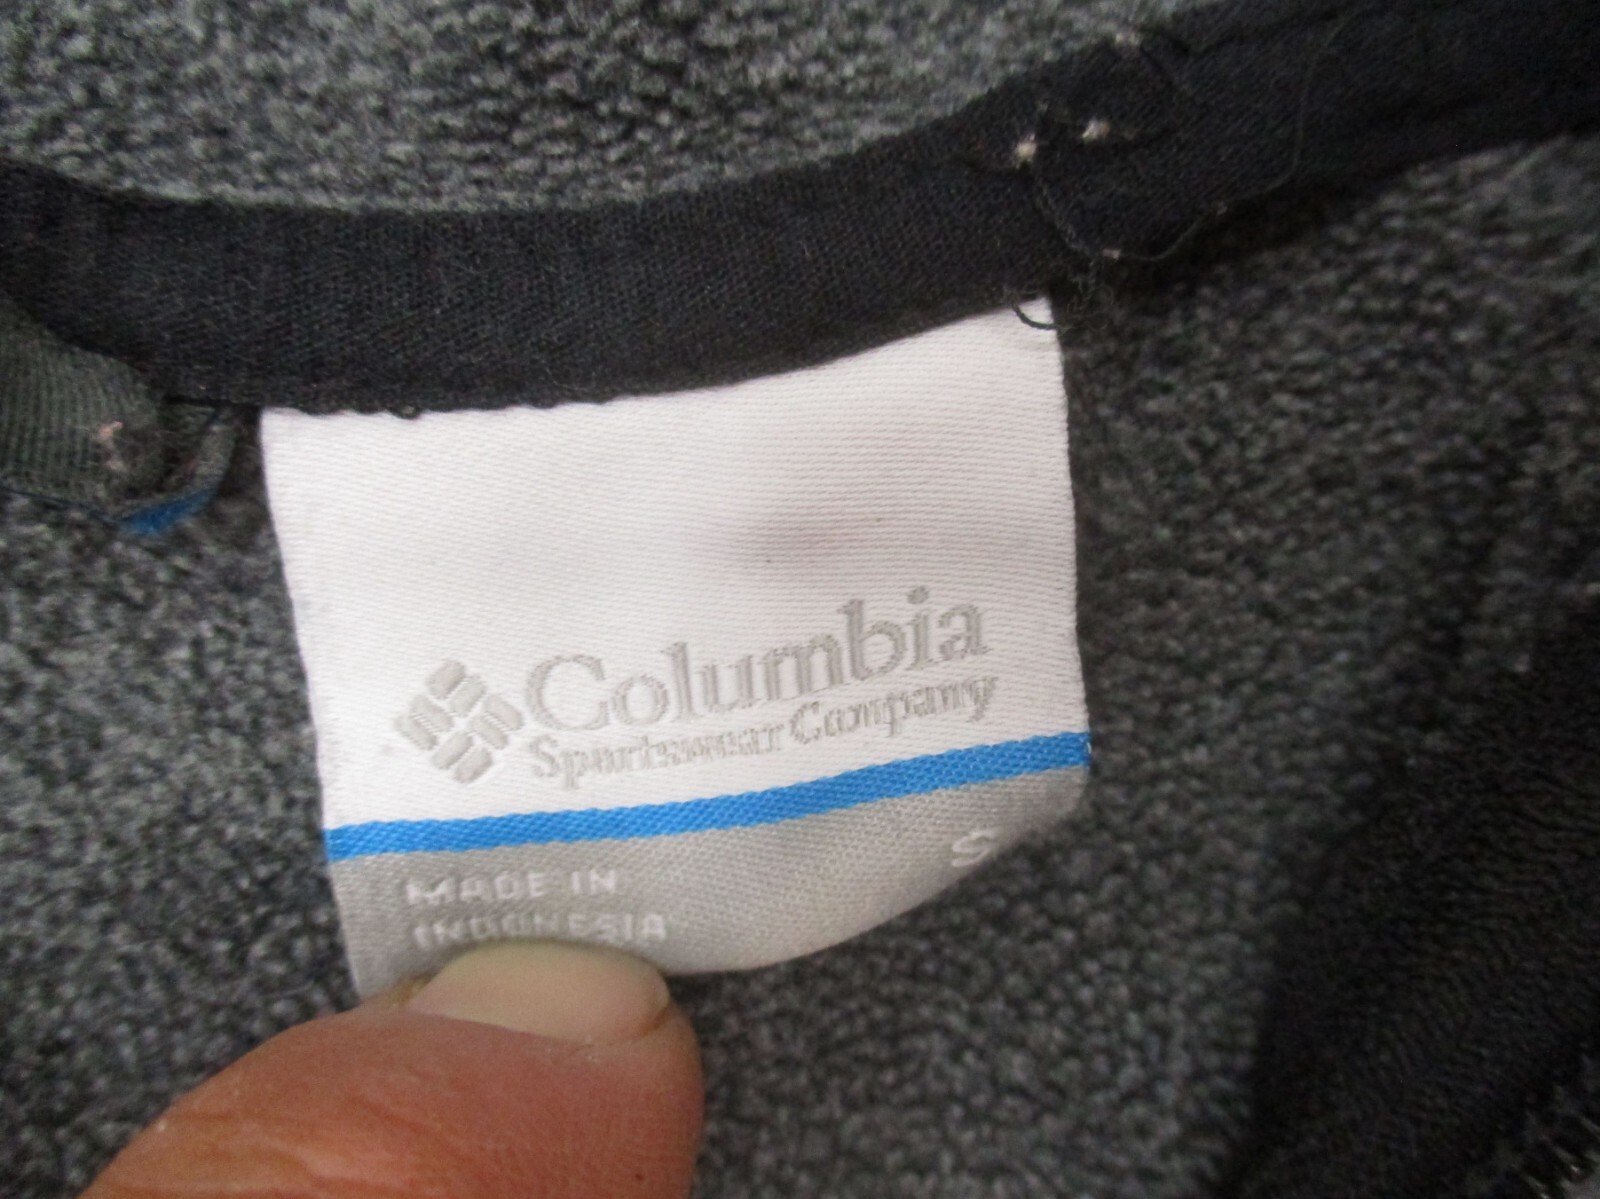 Columbia
Sportswear Company
S
MADE IN
INDONESIA